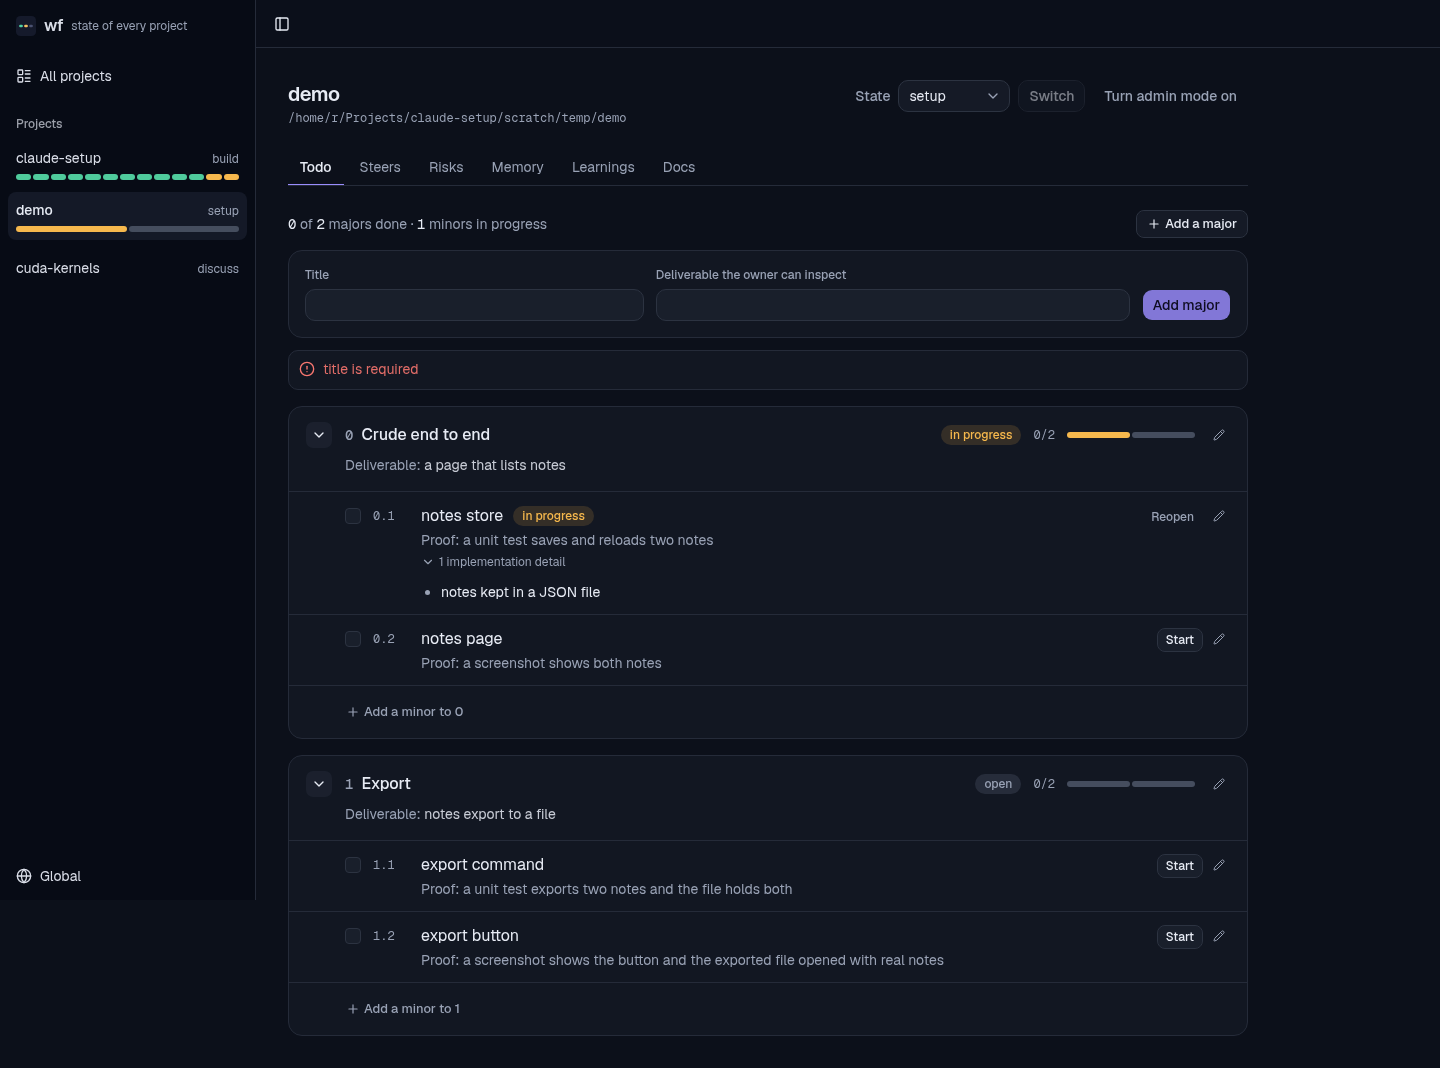 wf state of every project
All projects
Projects
claude-setup build
demo setup
cuda-kernels discuss
Global
demo
/home/r/Projects/claude-setup/scratch/temp/demo
State setup Switch Turn admin mode on
Todo Steers Risks Memory Learnings Docs
0 of 2 majors done · 1 minors in progress
Add a major
Title Deliverable the owner can inspect
Add major
title is required
0 Crude end to end in progress 0/2
Deliverable: a page that lists notes
0.1 notes store in progress Reopen
Proof: a unit test saves and reloads two notes
1 implementation detail
• notes kept in a JSON file
0.2 notes page Start
Proof: a screenshot shows both notes
Add a minor to 0
1 Export open 0/2
Deliverable: notes export to a file
1.1 export command Start
Proof: a unit test exports two notes and the file holds both
1.2 export button Start
Proof: a screenshot shows the button and the exported file opened with real notes
Add a minor to 1